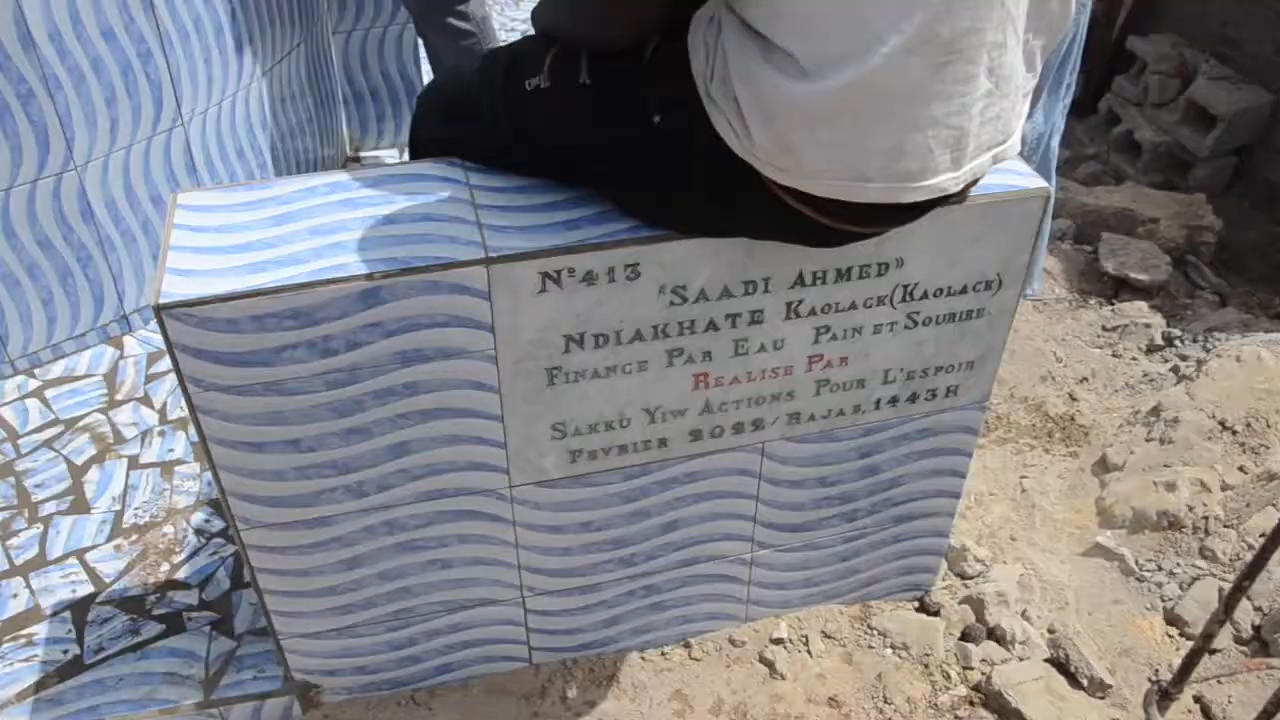 Nº413
"SAADI AHMED"
NDIAKHATE KAOLACK(KAOLACK)
FINANCE PAR EAU PAIN ET SOURIRE
REALISE PAR
SAKKU YIW ACTIONS POUR L'ESPOIR
FEVRIER 2022/RAJAB,1443H